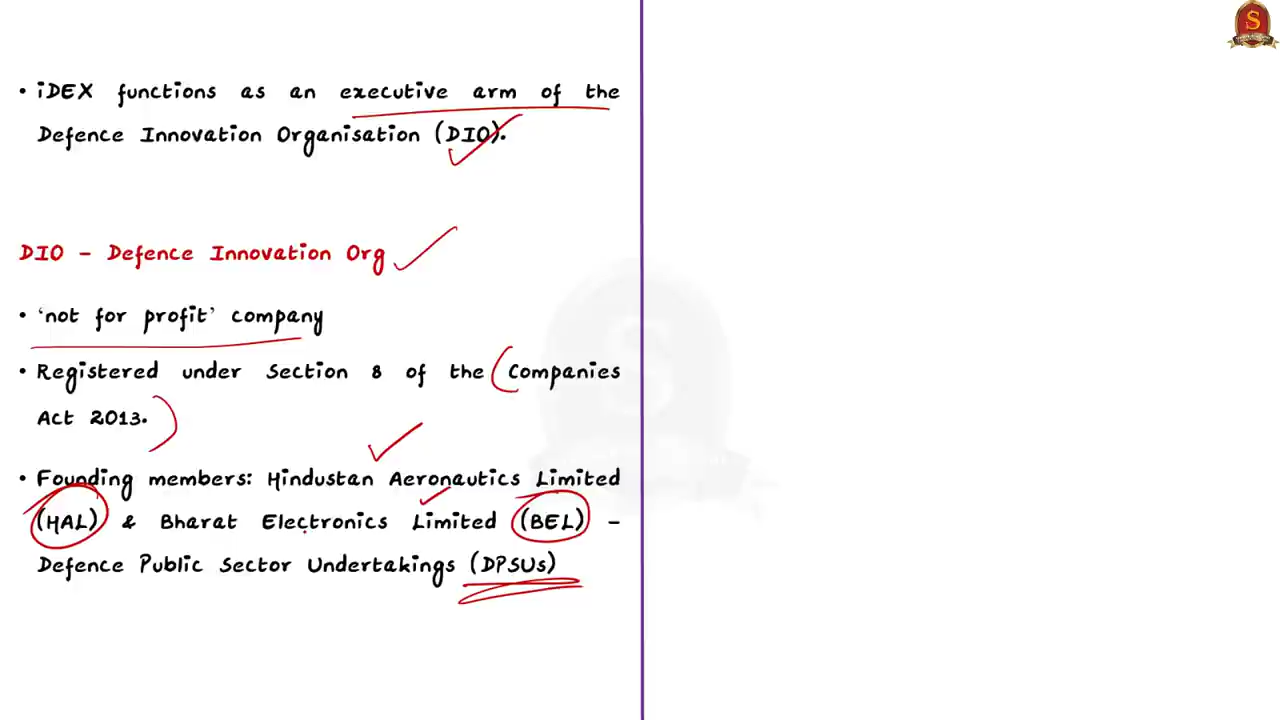 • iDEX functions as an executive arm of the
Defence Innovation Organisation (DIO).
DIO - Defence Innovation Org
• 'not for profit' company
• Registered under Section 8 of the Companies
Act 2013.
• Founding members: Hindustan Aeronautics Limited
(HAL) & Bharat Electronics Limited (BEL) -
Defence Public Sector Undertakings (DPSUs)
S